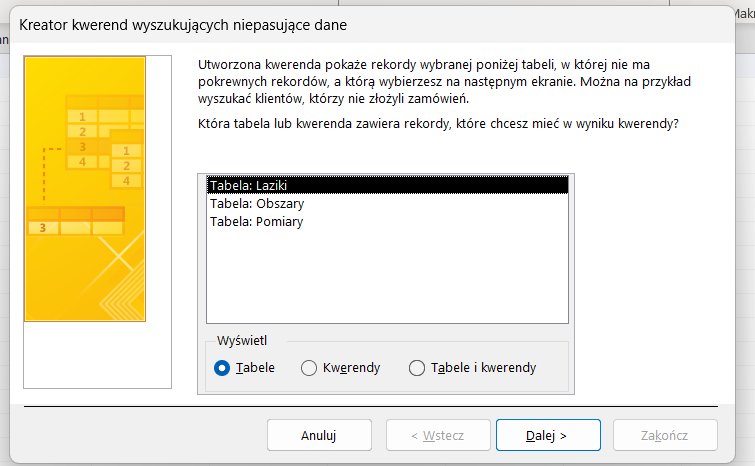 Maki
Kreator kwerend wyszukujących niepasujące dane
Utworzona kwerenda pokaże rekordy wybranej poniżej tabeli, w której nie ma
pokrewnych rekordów, a którą wybierzesz na następnym ekranie. Można na przykład
wyszukać klientów, którzy nie złożyli zamówień.
Która tabela lub kwerenda zawiera rekordy, które chcesz mieć w wyniku kwerendy?
1
2
3
4
1
2
4
3
Tabela: Laziki
Tabela: Obszary
Tabela: Pomiary
Wyświetl
Tabele Kwerendy Tabele i kwerendy
Anuluj < Wstecz Dalej > Zakończ